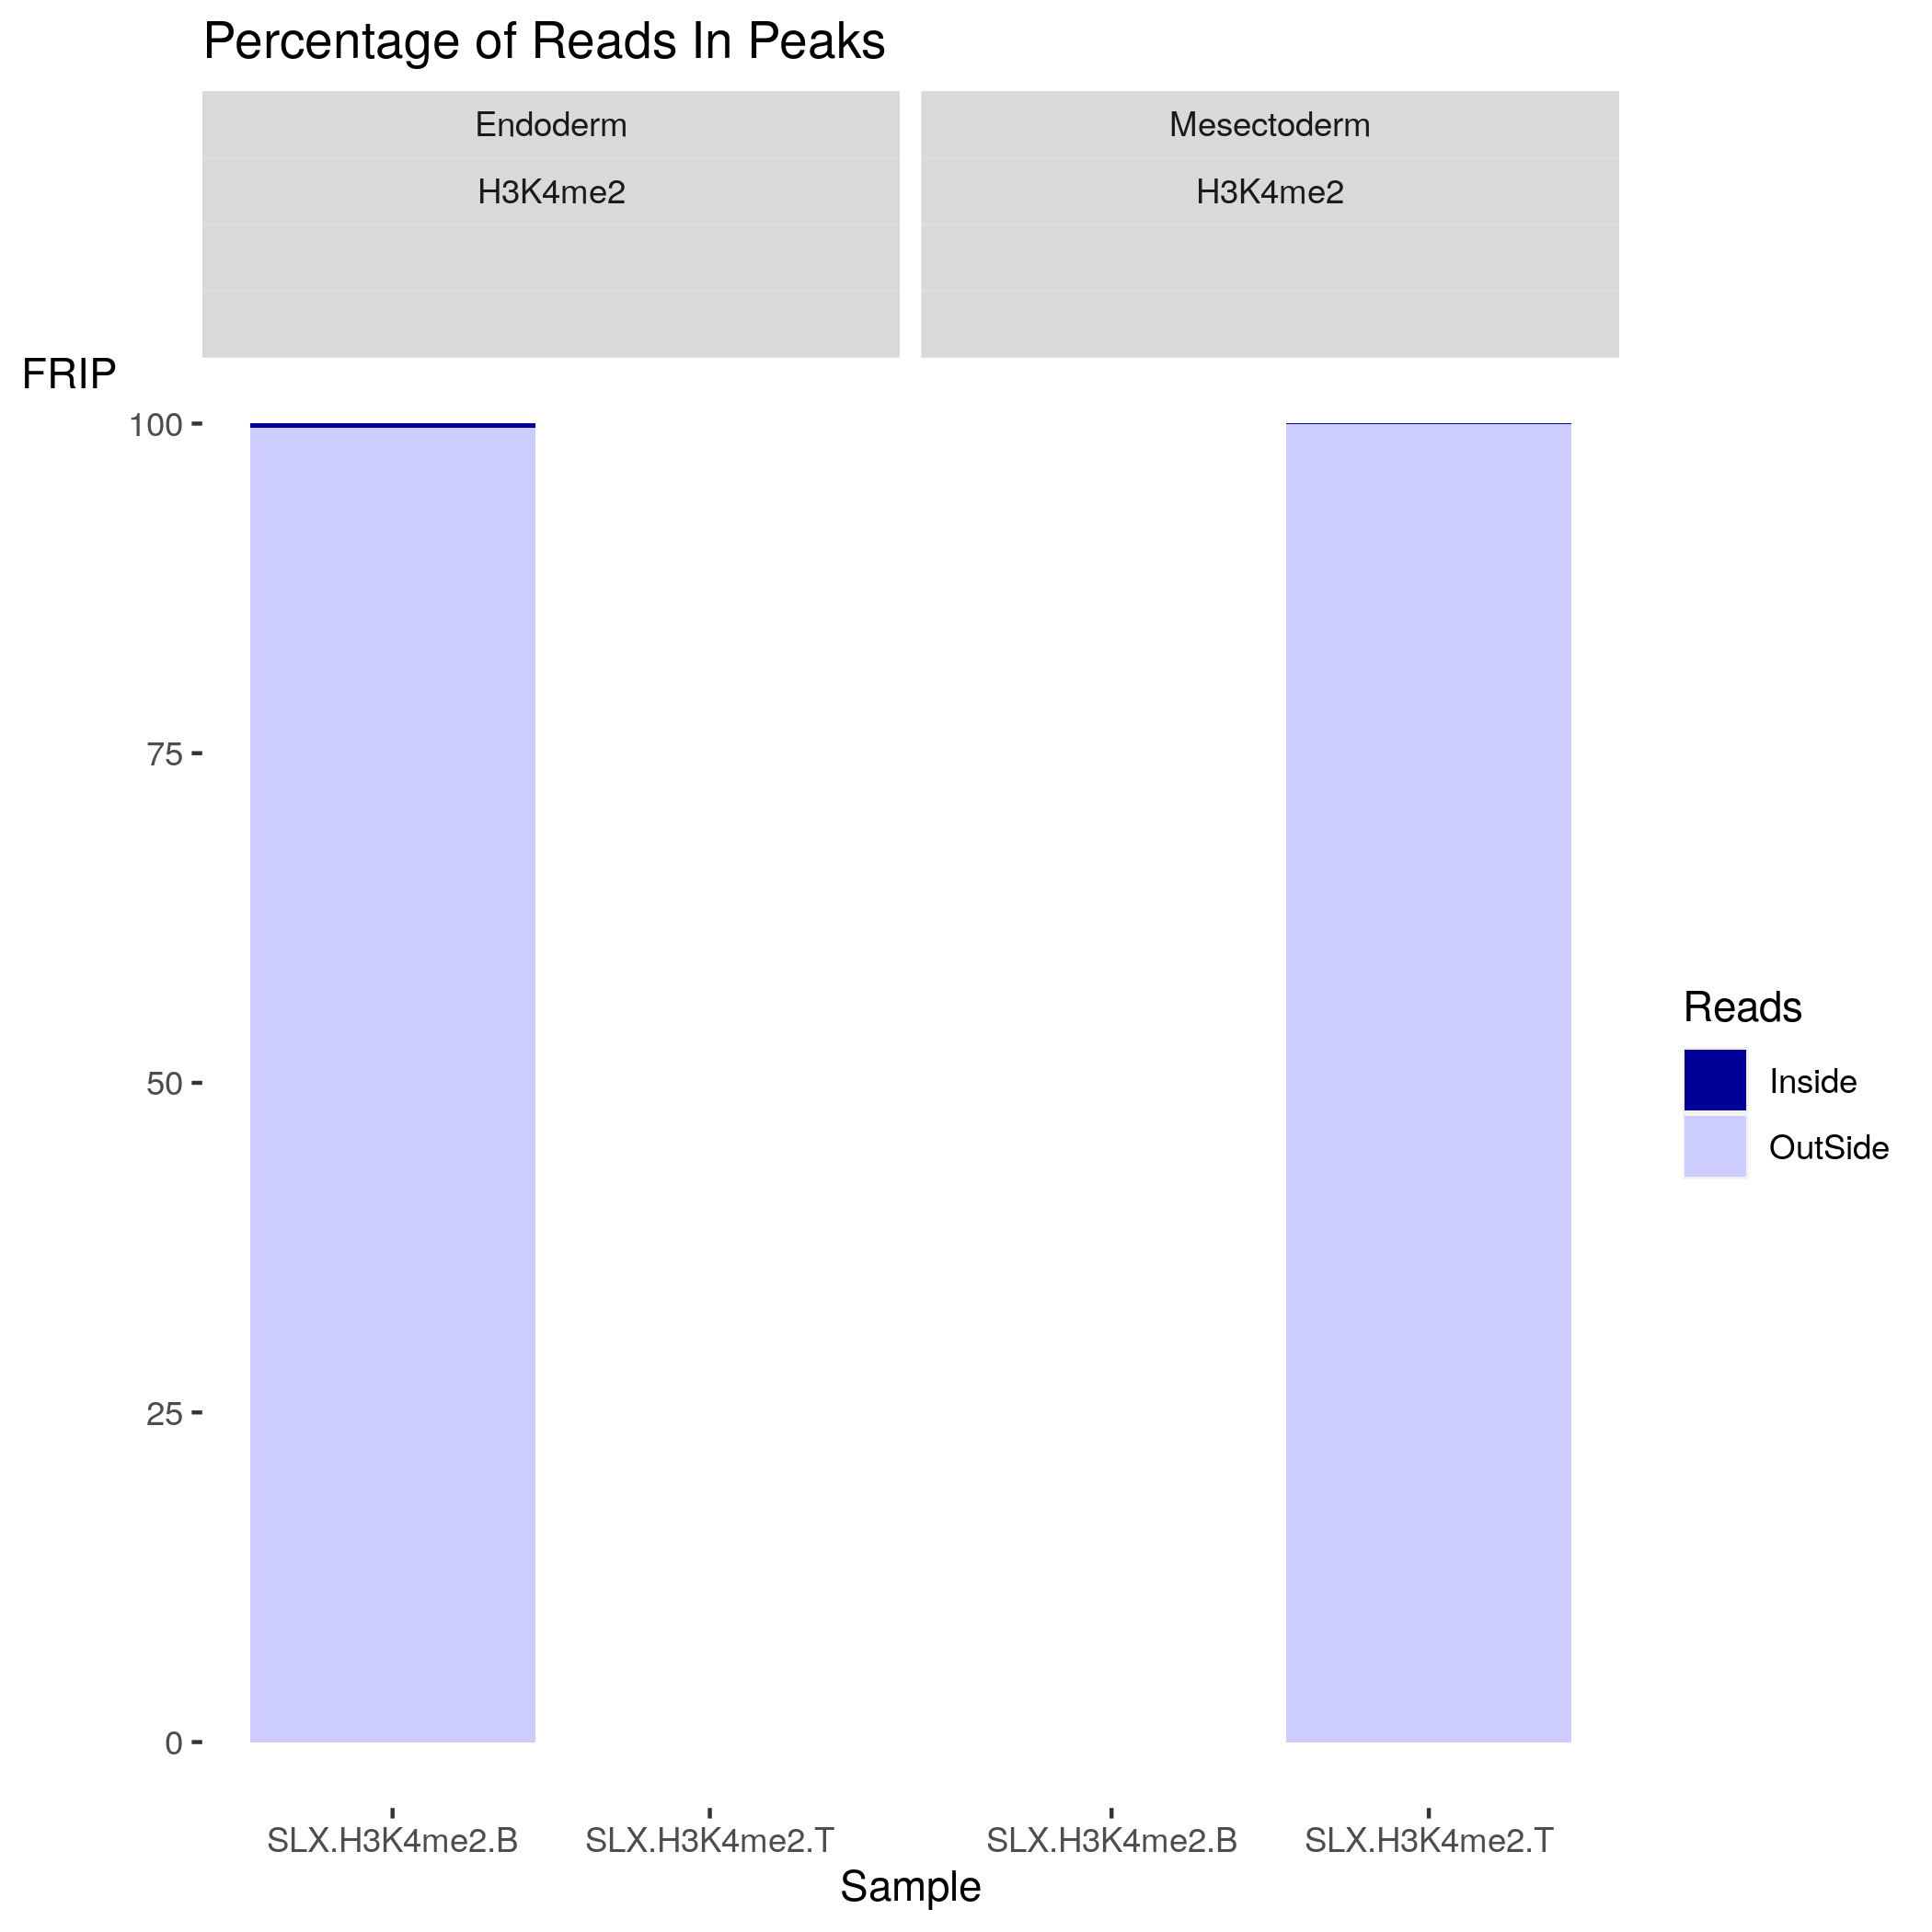 Percentage of Reads In Peaks
Endoderm
Mesectoderm
H3K4me2
H3K4me2
FRIP
100
75
50
25
0
Reads
Inside
OutSide
SLX.H3K4me2.B
SLX.H3K4me2.T
SLX.H3K4me2.B
SLX.H3K4me2.T
Sample